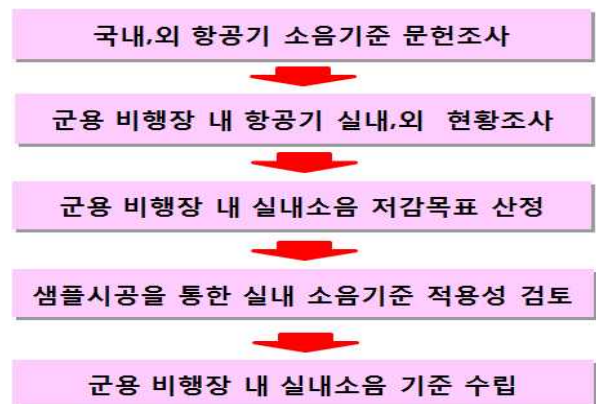 국내,외 항공기 소음기준 문헌조사
군용 비행장 내 항공기 실내,외 현황조사
군용 비행장 내 실내소음 저감목표 산정
샘플시공을 통한 실내 소음기준 적용성 검토
군용 비행장 내 실내소음 기준 수립